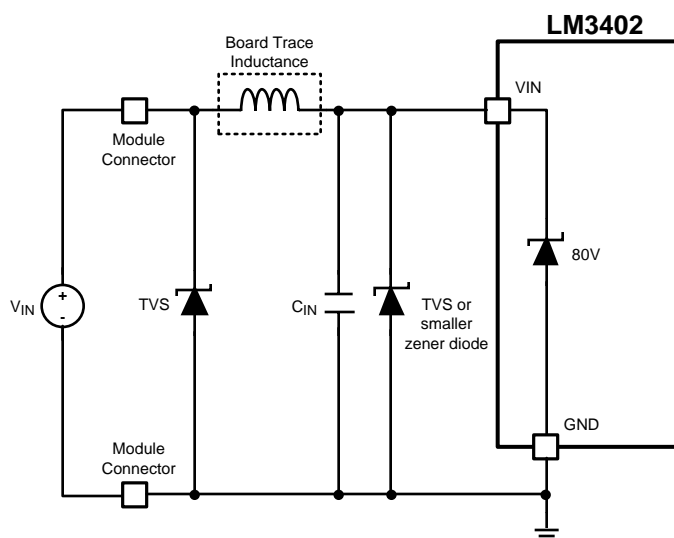 LM3402
Board Trace
Inductance
VIN
Module
Connector
80V
VIN
+
-
TVS
CIN
TVS or
smaller
zener diode
GND
Module
Connector